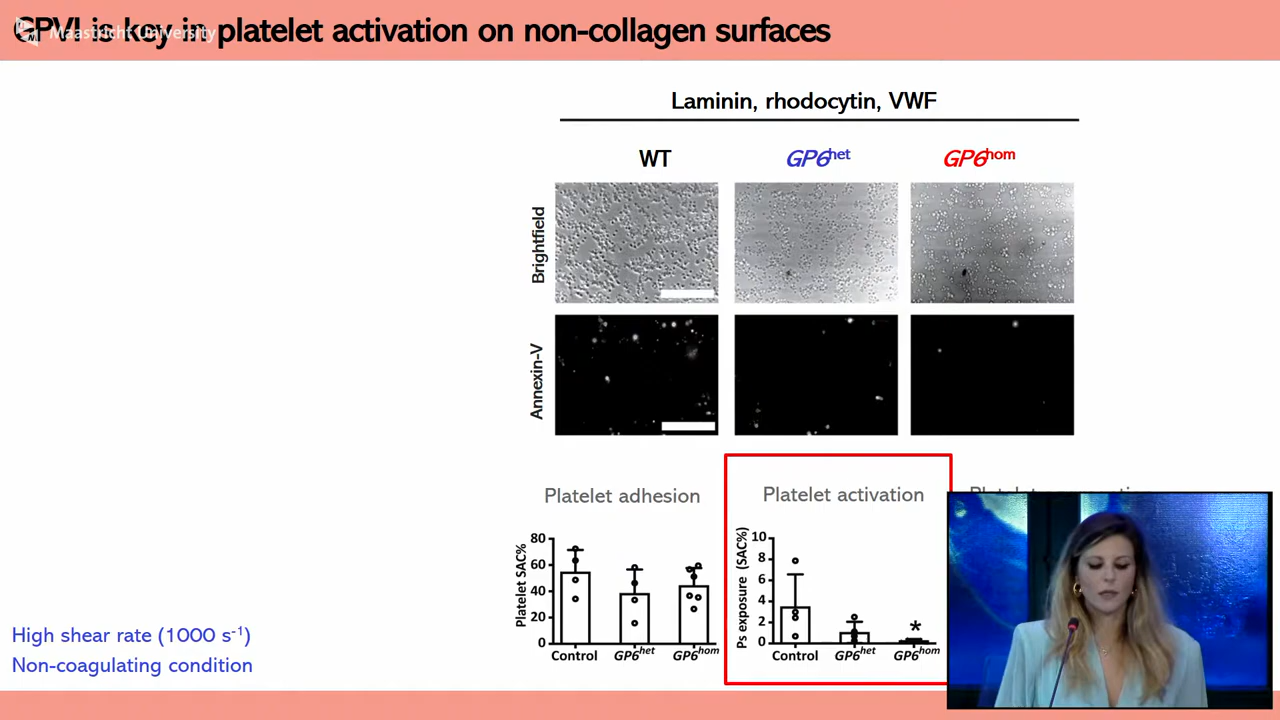 GPVI is key in platelet activation on non-collagen surfaces
Maastricht University
Laminin, rhodocytin, VWF
WT
GP6het
GP6hom
Brightfield
Annexin-V
Platelet adhesion
Platelet activation
Platelet SAC%
80
60
40
20
0
Control
GP6het
GP6hom
Ps exposure (SAC%)
10
8
6
4
2
0
*
Control
GP6het
GP6hom
High shear rate (1000 s-1)
Non-coagulating condition